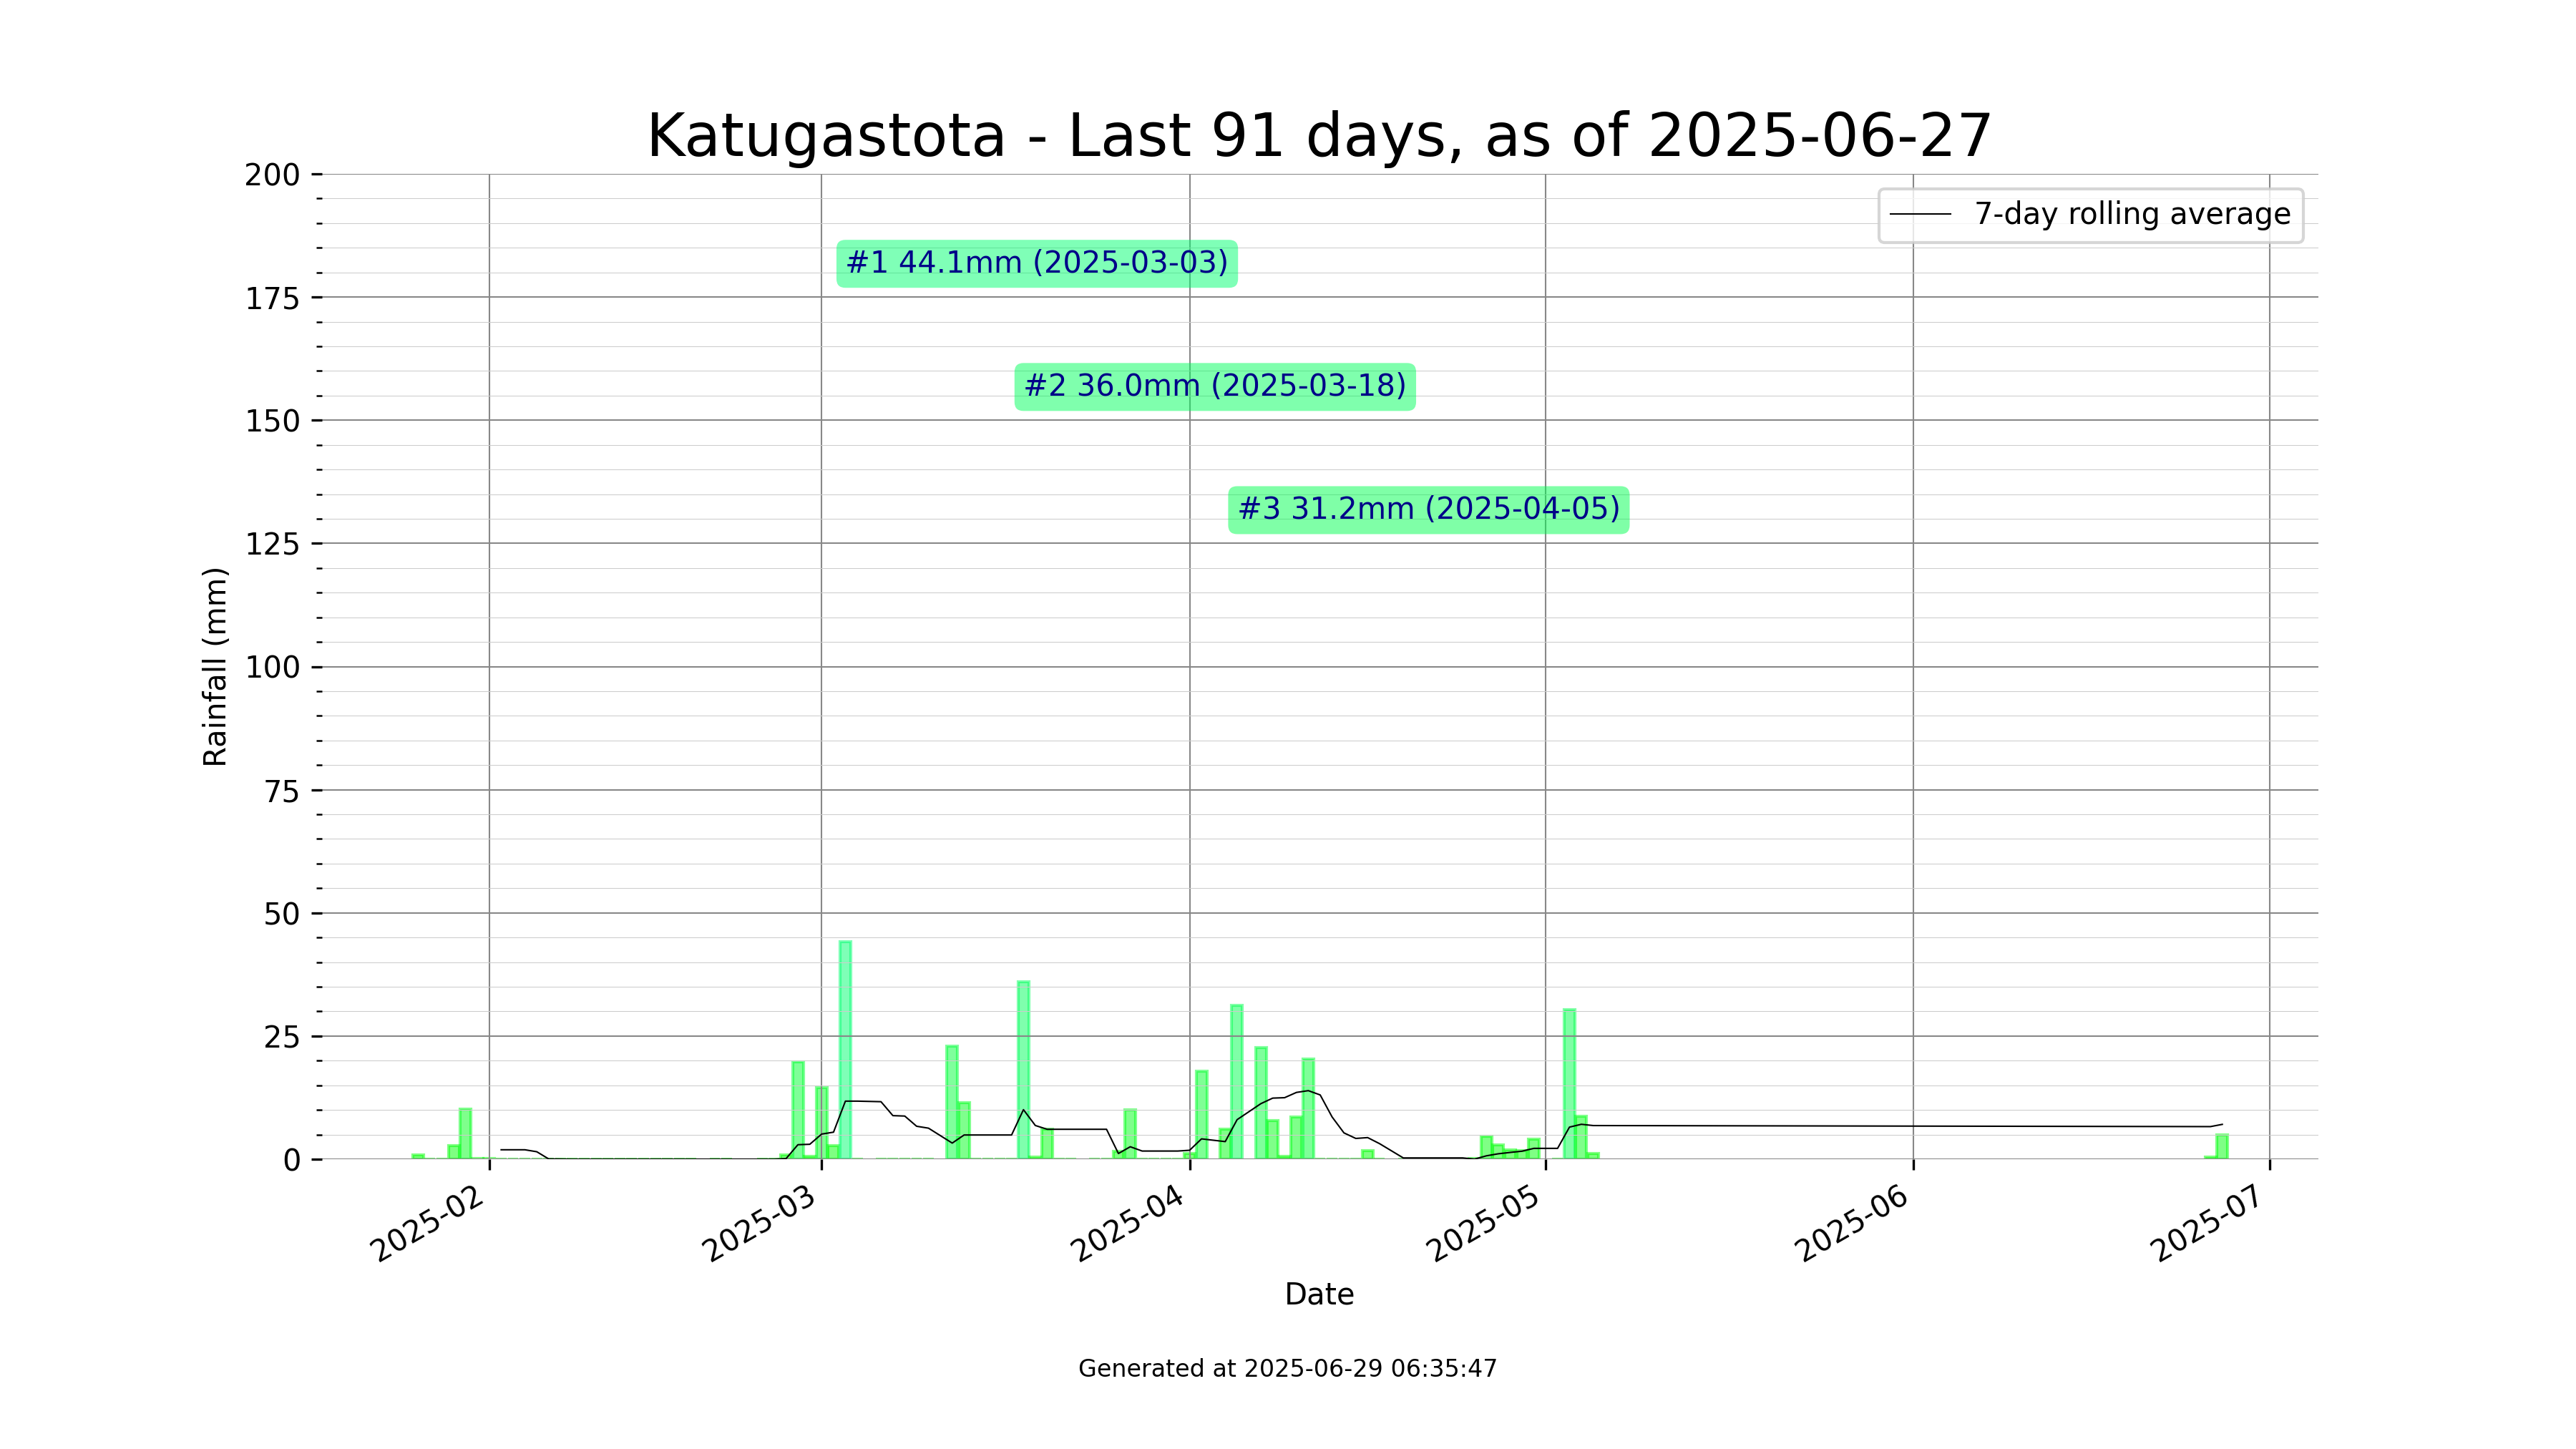 Katugastota - Last 91 days, as of 2025-06-27
200
175
150
125
100
75
50
25
0
Rainfall (mm)
7-day rolling average
#1 44.1mm (2025-03-03)
#2 36.0mm (2025-03-18)
#3 31.2mm (2025-04-05)
2025-02
2025-03
2025-04
2025-05
2025-06
2025-07
Date
Generated at 2025-06-29 06:35:47